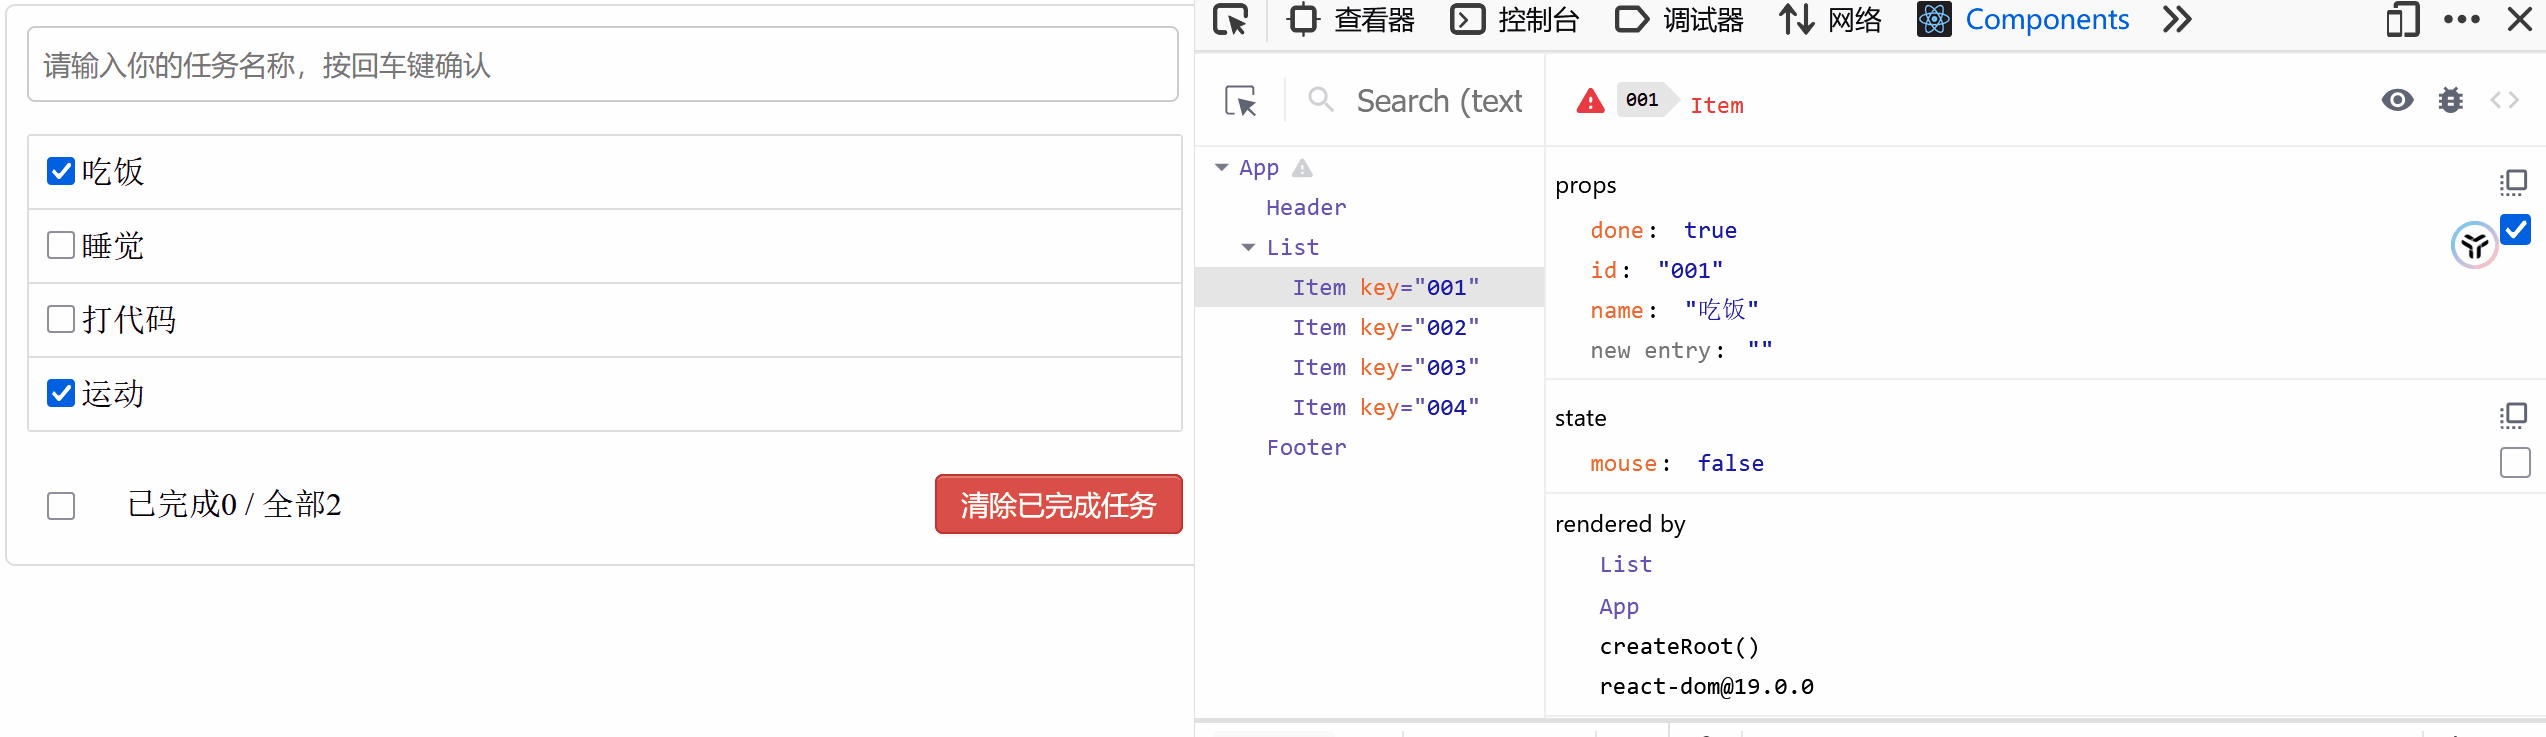 请输入你的任务名称，按回车键确认
吃饭
睡觉
打代码
运动
已完成0 / 全部2
清除已完成任务
查看器 控制台 调试器 网络 Components
Search (text
001 Item
App
Header
List
Item key="001"
Item key="002"
Item key="003"
Item key="004"
Footer
props
done: true
id: "001"
name: "吃饭"
new entry: ""
state
mouse: false
rendered by
List
App
createRoot()
react-dom@19.0.0